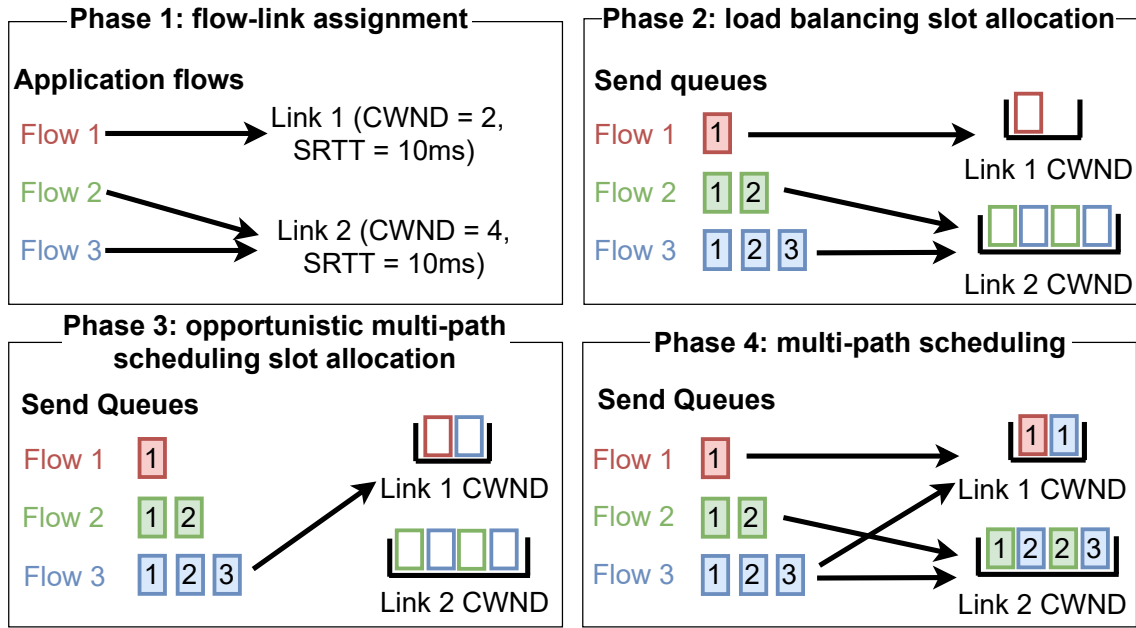 Phase 1: flow-link assignment
Application flows
Flow 1
Link 1 (CWND = 2,
SRTT = 10ms)
Flow 2
Flow 3
Link 2 (CWND = 4,
SRTT = 10ms)
Phase 2: load balancing slot allocation
Send queues
Flow 1 1
Link 1 CWND
Flow 2 1 2
Flow 3 1 2 3
Link 2 CWND
Phase 3: opportunistic multi-path
scheduling slot allocation
Send Queues
Flow 1 1
Link 1 CWND
Flow 2 1 2
Flow 3 1 2 3
Link 2 CWND
Phase 4: multi-path scheduling
Send Queues
Flow 1 1
1 1
Link 1 CWND
Flow 2 1 2
Flow 3 1 2 3
1 2 2 3
Link 2 CWND